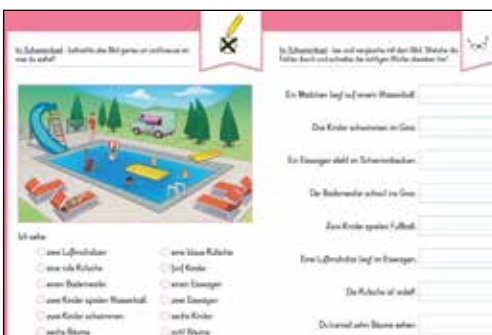 Im Schwimmbad - betrachte das Bild genau und kreuze an,
was du siehst!
Ich sehe
zwei Luftmatratzen
eine rote Rutsche
einen Bademeister
zwei Kinder spielen Wasserball
zwei Kinder schwimmen
sechs Bäume
eine blaue Rutsche
fünf Kinder
einen Eiswagen
zwei Eiswagen
sechs Kinder
acht Bäume
Im Schwimmbad - lies und vergleiche mit dem Bild. Streiche die
Fehler durch und schreibe die richtigen Wörter daneben hin!
Ein Mädchen liegt auf einem Wasserball.
Drei Kinder schwimmen im Gras.
Ein Eiswagen steht im Schwimmbecken.
Der Bademeister schaut ins Gras.
Zwei Kinder spielen Fußball.
Eine Luftmatratze liegt im Eiswagen.
Die Rutsche ist
Du kannst zehn Bäume sehen.